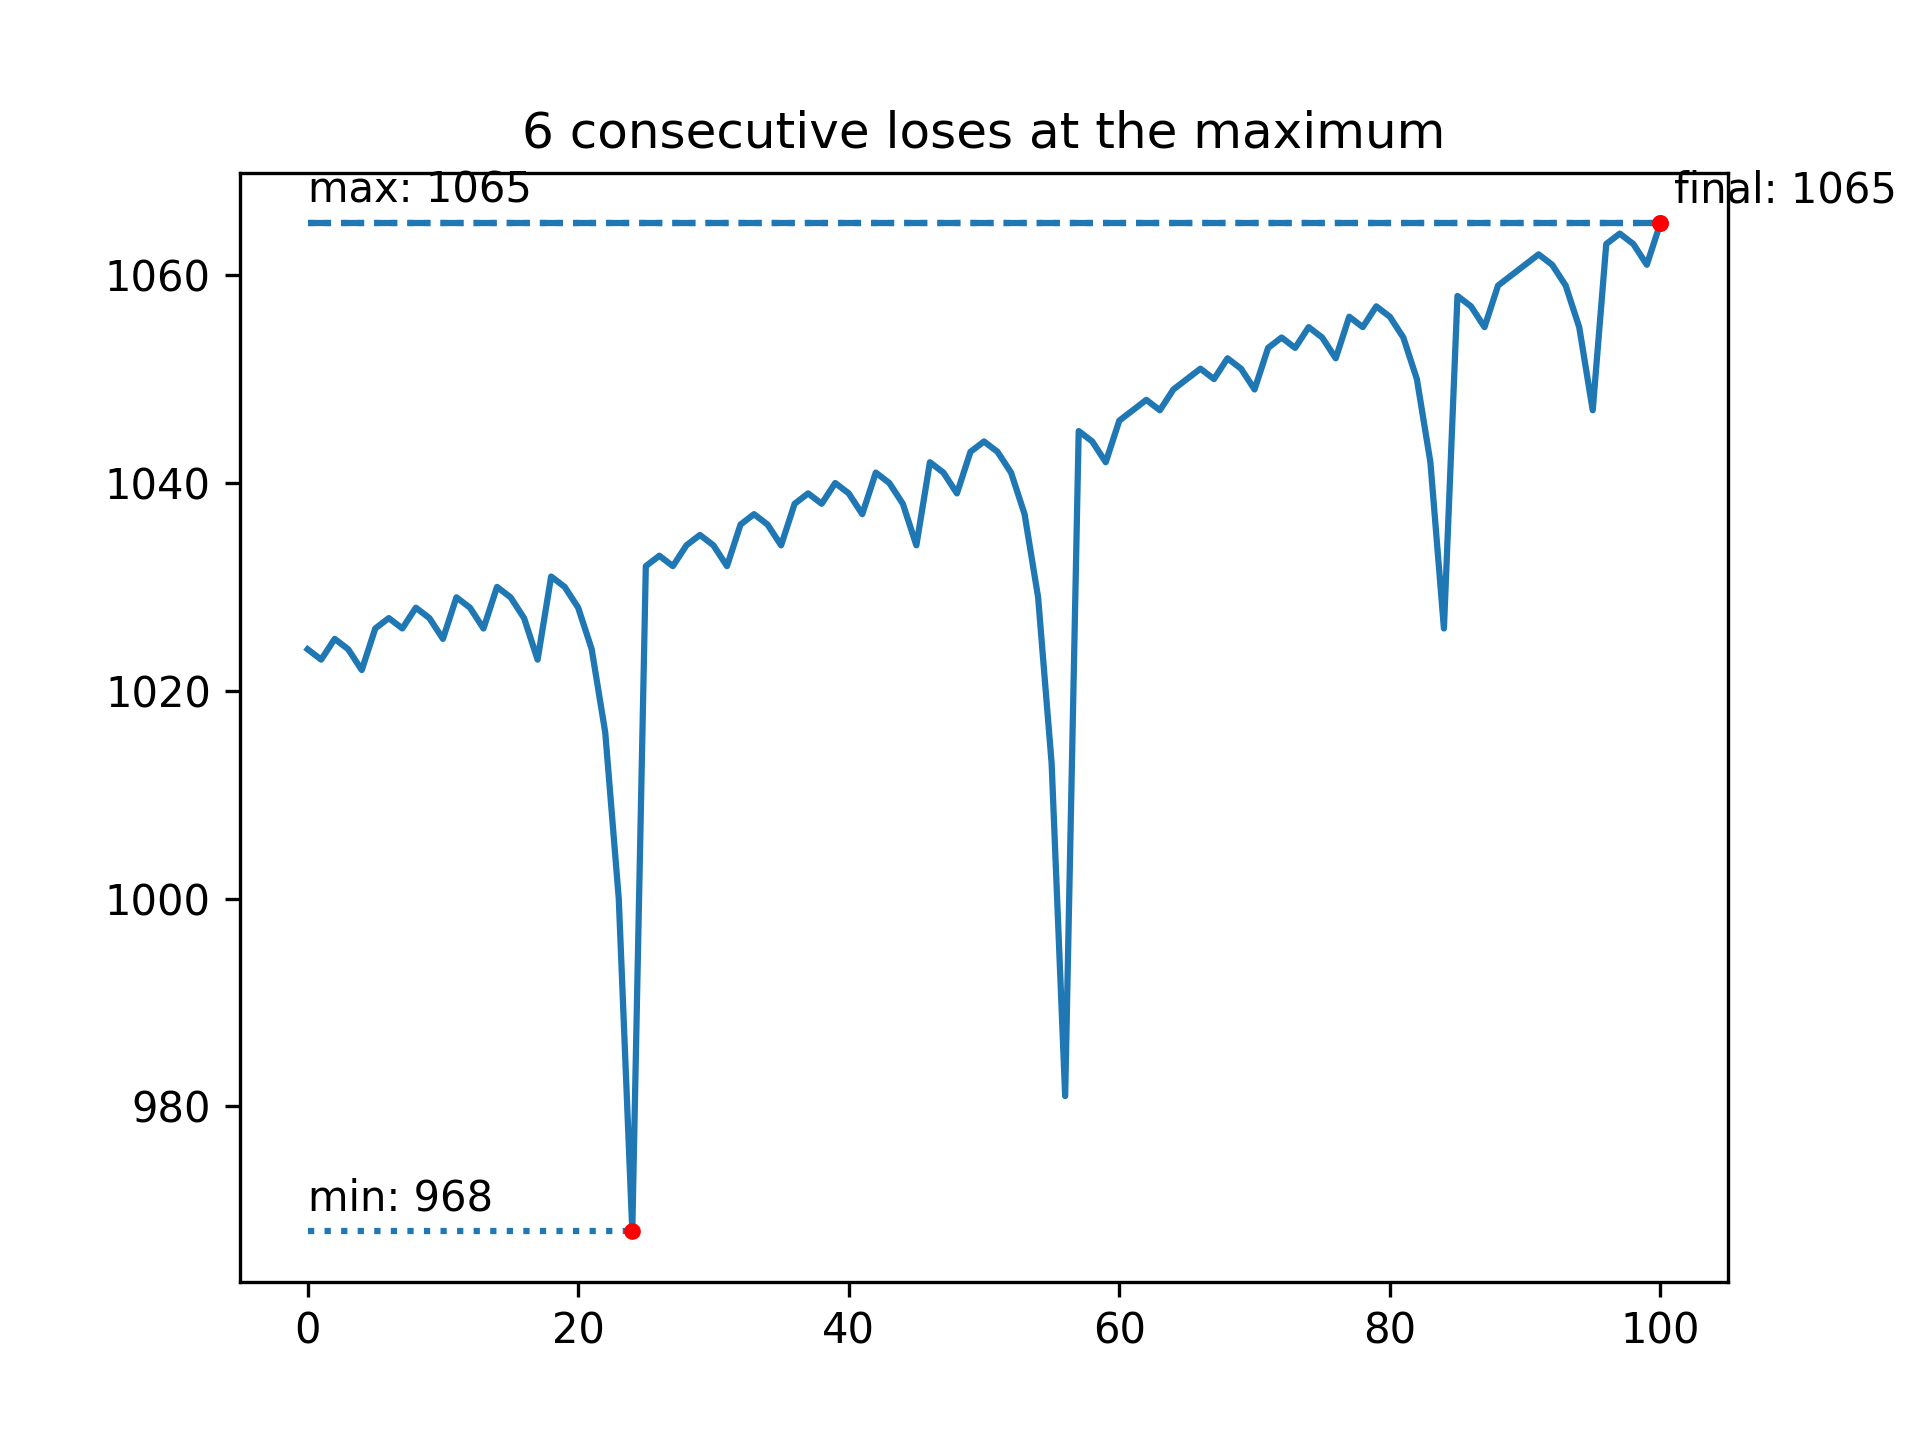 6 consecutive loses at the maximum
max: 1065
final: 1065
1060
1040
1020
1000
980
min: 968
0 20 40 60 80 100